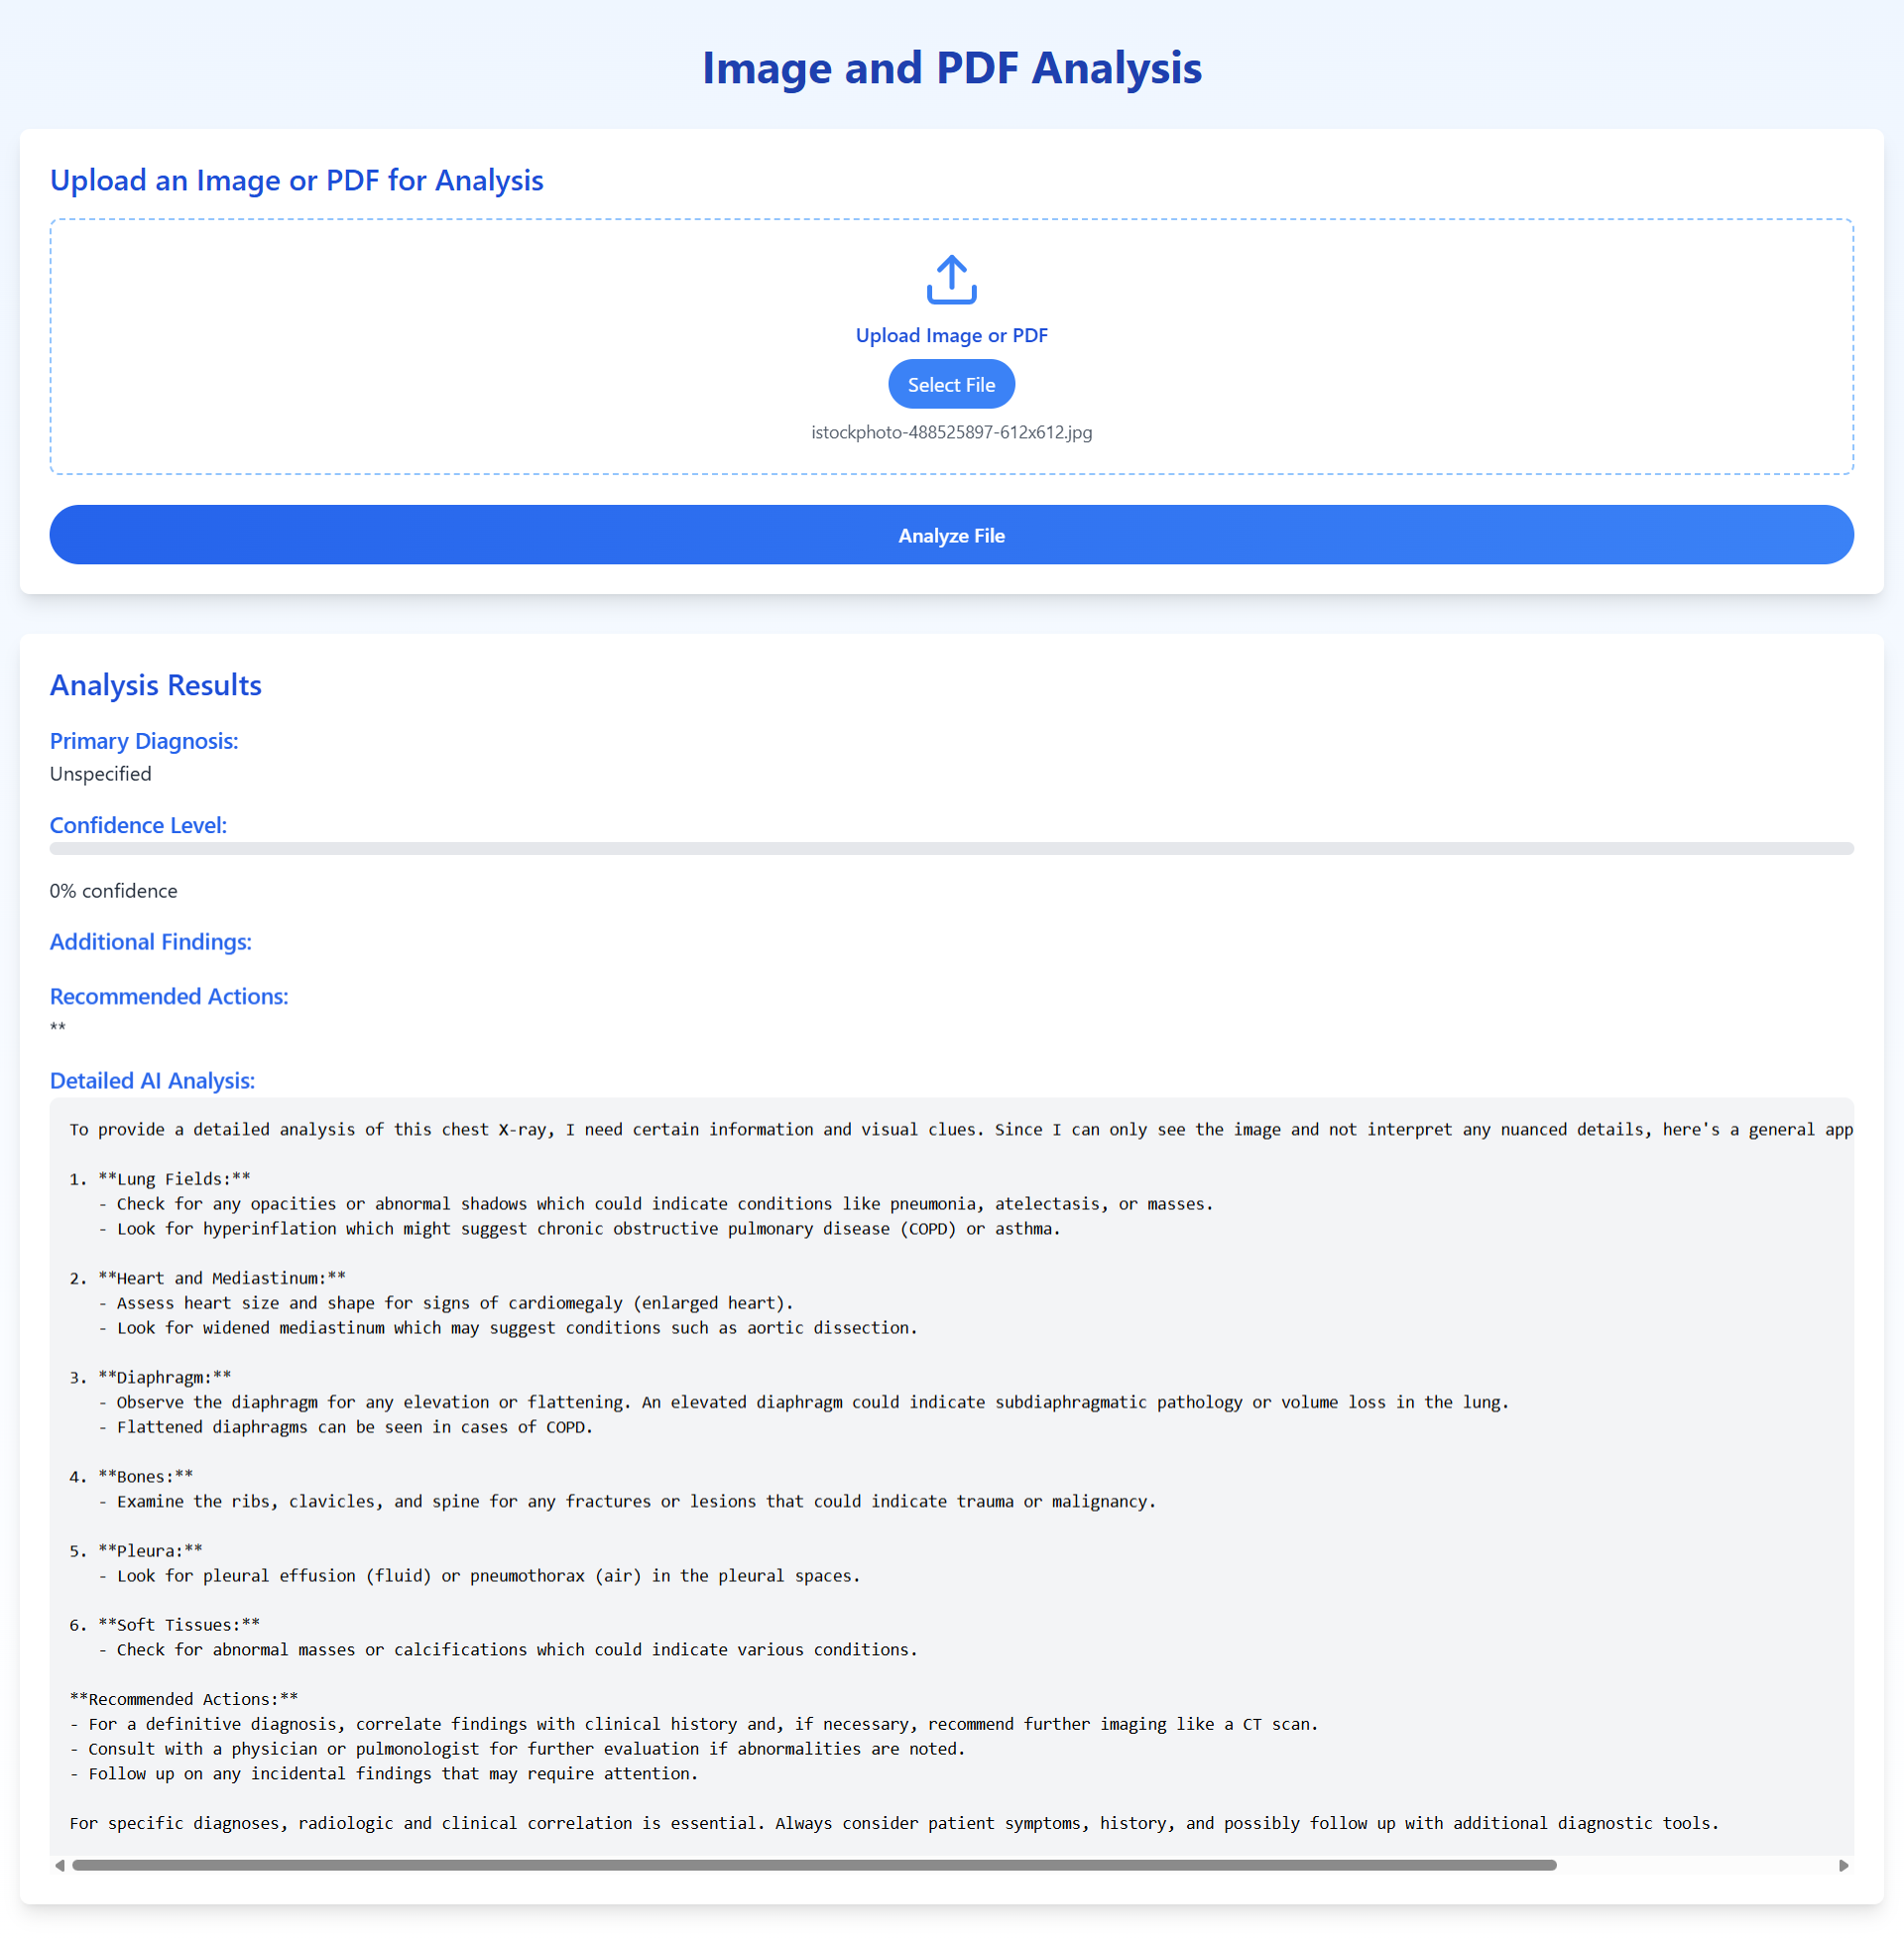 Image and PDF Analysis
Upload an Image or PDF for Analysis
Upload Image or PDF
Select File
istockphoto-488525897-612x612.jpg
Analyze File
Analysis Results
Primary Diagnosis:
Unspecified
Confidence Level:
0% confidence
Additional Findings:
Recommended Actions:
**
Detailed AI Analysis:
To provide a detailed analysis of this chest X-ray, I need certain information and visual clues. Since I can only see the image and not interpret any nuanced details, here's a general app
1. **Lung Fields:**
- Check for any opacities or abnormal shadows which could indicate conditions like pneumonia, atelectasis, or masses.
- Look for hyperinflation which might suggest chronic obstructive pulmonary disease (COPD) or asthma.
2. **Heart and Mediastinum:**
- Assess heart size and shape for signs of cardiomegaly (enlarged heart).
- Look for widened mediastinum which may suggest conditions such as aortic dissection.
3. **Diaphragm:**
- Observe the diaphragm for any elevation or flattening. An elevated diaphragm could indicate subdiaphragmatic pathology or volume loss in the lung.
- Flattened diaphragms can be seen in cases of COPD.
4. **Bones:**
- Examine the ribs, clavicles, and spine for any fractures or lesions that could indicate trauma or malignancy.
5. **Pleura:**
- Look for pleural effusion (fluid) or pneumothorax (air) in the pleural spaces.
6. **Soft Tissues:**
- Check for abnormal masses or calcifications which could indicate various conditions.
**Recommended Actions:**
- For a definitive diagnosis, correlate findings with clinical history and, if necessary, recommend further imaging like a CT scan.
- Consult with a physician or pulmonologist for further evaluation if abnormalities are noted.
- Follow up on any incidental findings that may require attention.
For specific diagnoses, radiologic and clinical correlation is essential. Always consider patient symptoms, history, and possibly follow up with additional diagnostic tools.